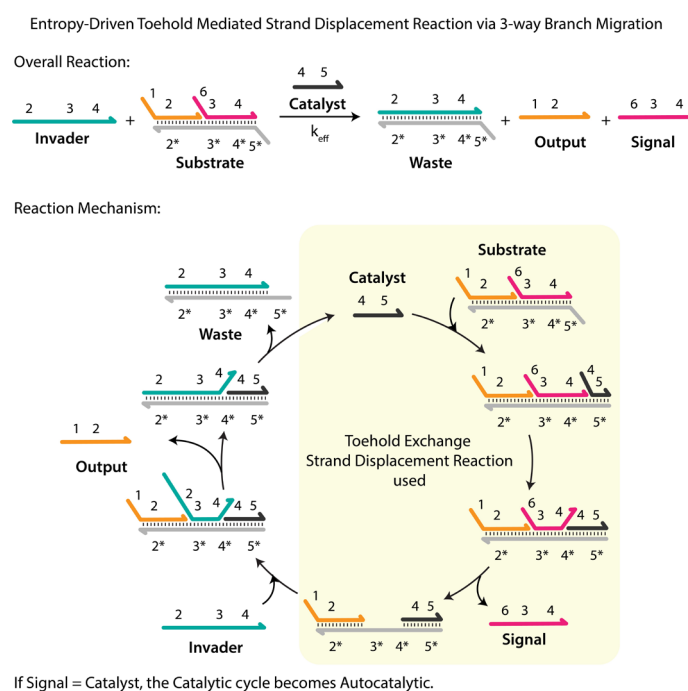 Entropy-Driven Toehold Mediated Strand Displacement Reaction via 3-way Branch Migration
Overall Reaction:
2 3 4
Invader
+
1 2 6 3 4
2* 3* 4* 5*
Substrate
4 5
Catalyst
keff
2 3 4
2* 3* 4* 5*
Waste
+
1 2
Output
+
6 3 4
Signal
Reaction Mechanism:
Substrate
1 2 6 3 4
2* 3* 4* 5*
Catalyst
4 5
2 3 4
2* 3* 4* 5*
Waste
1 2 6 3 4 4 5
2* 3* 4* 5*
2 3 4 4 5
2* 3* 4* 5*
1 2
Output
Toehold Exchange
Strand Displacement Reaction
used
1 2 2 3 4 4 5
2* 3* 4* 5*
1 2 6 3 4 4 5
2* 3* 4* 5*
2 3 4
Invader
1 2 4 5
2* 3* 4* 5*
6 3 4
Signal
If Signal = Catalyst, the Catalytic cycle becomes Autocatalytic.